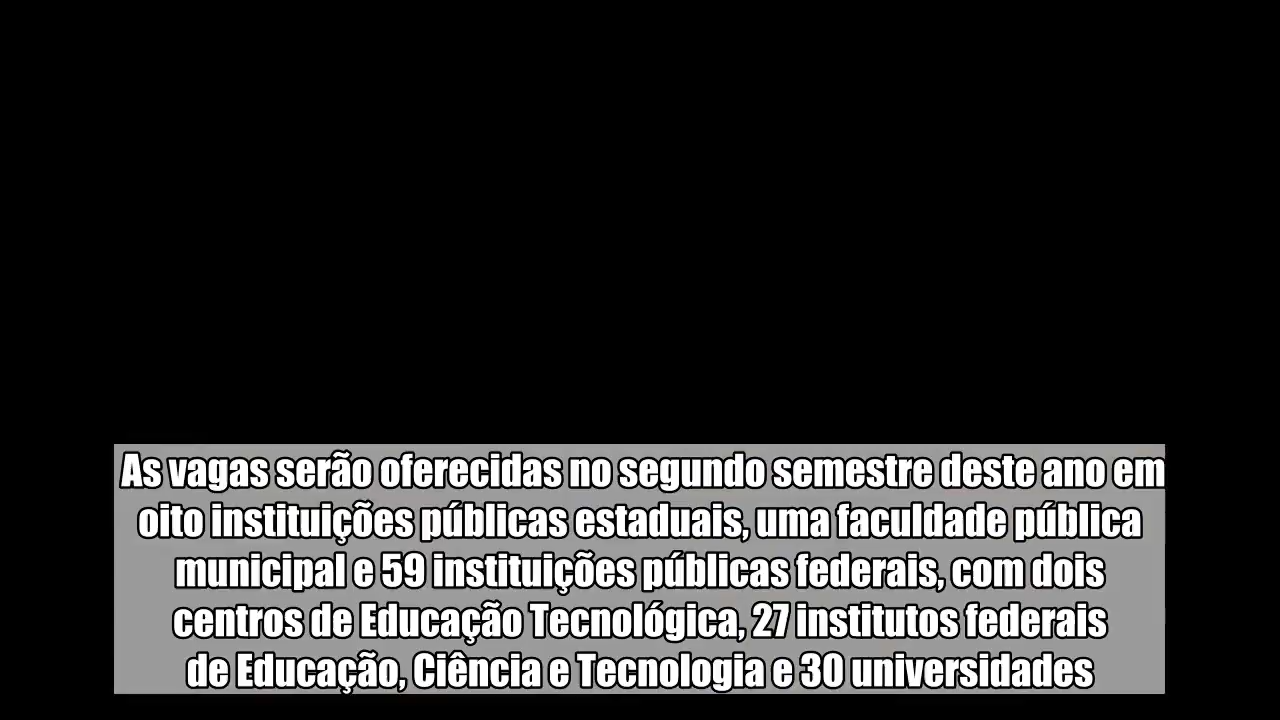 As vagas serão oferecidas no segundo semestre deste ano em
oito instituições públicas estaduais, uma faculdade pública
municipal e 59 instituições públicas federais, com dois
centros de Educação Tecnológica, 27 institutos federais
de Educação, Ciência e Tecnologia e 30 universidades